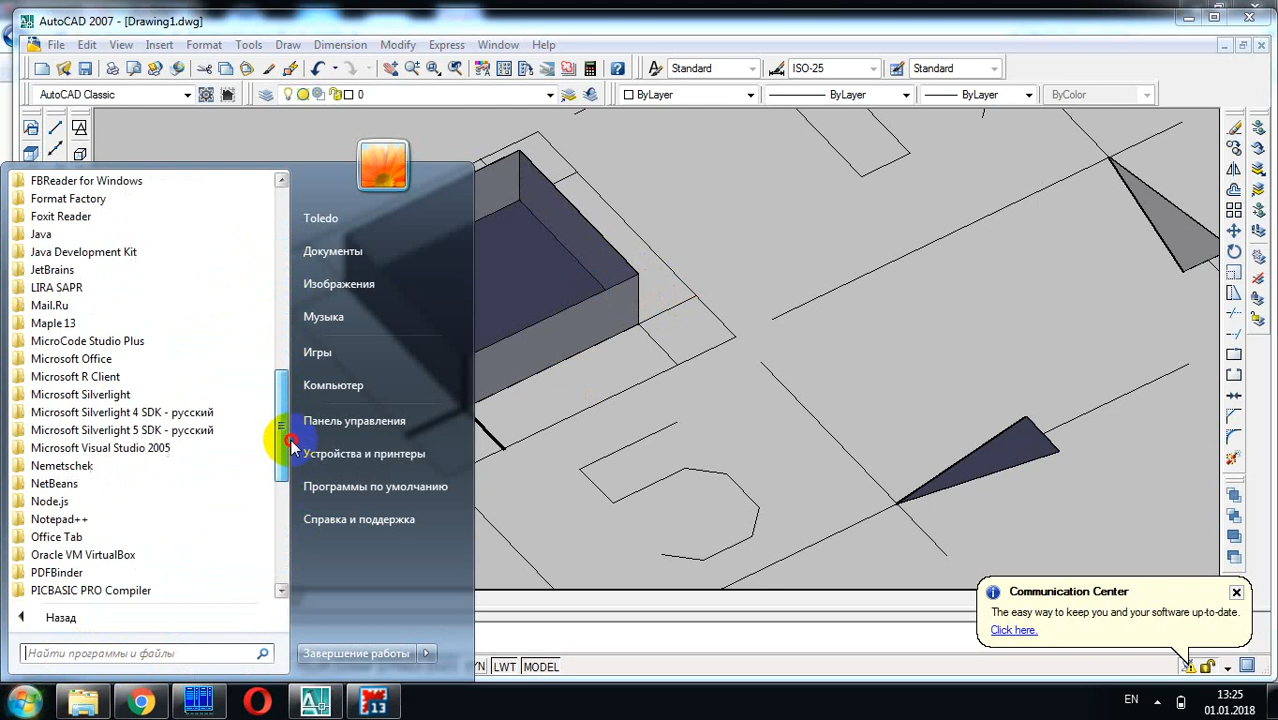 AutoCAD 2007 - [Drawing1.dwg]
File Edit View Insert Format Tools Draw Dimension Modify Express Window Help
Standard ISO-25 Standard
AutoCAD Classic 0 ByLayer ByLayer ByLayer ByColor
FBReader for Windows
Format Factory
Foxit Reader
Java
Java Development Kit
JetBrains
LIRA SAPR
Mail.Ru
Maple 13
MicroCode Studio Plus
Microsoft Office
Microsoft R Client
Microsoft Silverlight
Microsoft Silverlight 4 SDK - русский
Microsoft Silverlight 5 SDK - русский
Microsoft Visual Studio 2005
Nemetschek
NetBeans
Node.js
Notepad++
Office Tab
Oracle VM VirtualBox
PDFBinder
PICBASIC PRO Compiler
Назад
Найти программы и файлы
Toledo
Документы
Изображения
Музыка
Игры
Компьютер
Панель управления
Устройства и принтеры
Программы по умолчанию
Справка и поддержка
Завершение работы
5
Communication Center
The easy way to keep you and your software up-to-date.
Click here.
YN LWT MODEL
13
EN
13:25
01.01.2018